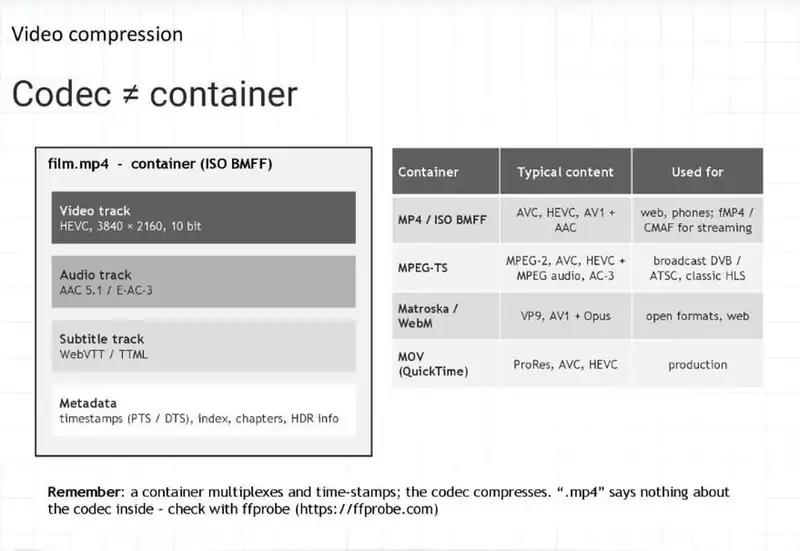 Video compression
Codec ≠ container
film.mp4 - container (ISO BMFF)
Video track
HEVC, 3840 × 2160, 10 bit
Audio track
AAC 5.1 / E-AC-3
Subtitle track
WebVTT / TTML
Metadata
timestamps (PTS / DTS), index, chapters, HDR info
Container Typical content Used for
MP4 / ISO BMFF AVC, HEVC, AV1 + AAC web, phones; fMP4 / CMAF for streaming
MPEG-TS MPEG-2, AVC, HEVC + MPEG audio, AC-3 broadcast DVB / ATSC, classic HLS
Matroska / WebM VP9, AV1 + Opus open formats, web
MOV (QuickTime) ProRes, AVC, HEVC production
Remember: a container multiplexes and time-stamps; the codec compresses. “.mp4” says nothing about
the codec inside - check with ffprobe (https://ffprobe.com)